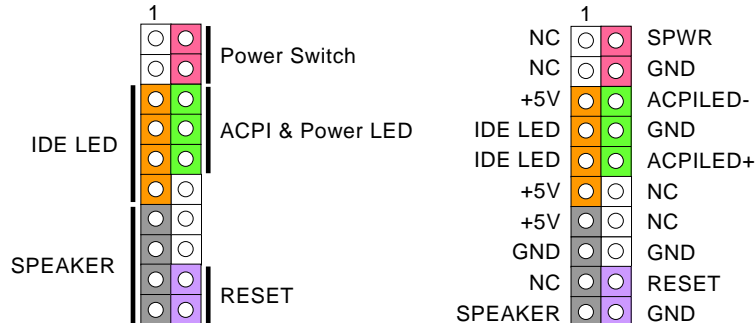 1
Power Switch
IDE LED
ACPI & Power LED
SPEAKER
RESET
1
NC SPWR
NC GND
+5V ACPILED-
IDE LED GND
IDE LED ACPILED+
+5V NC
+5V NC
GND GND
NC RESET
SPEAKER GND